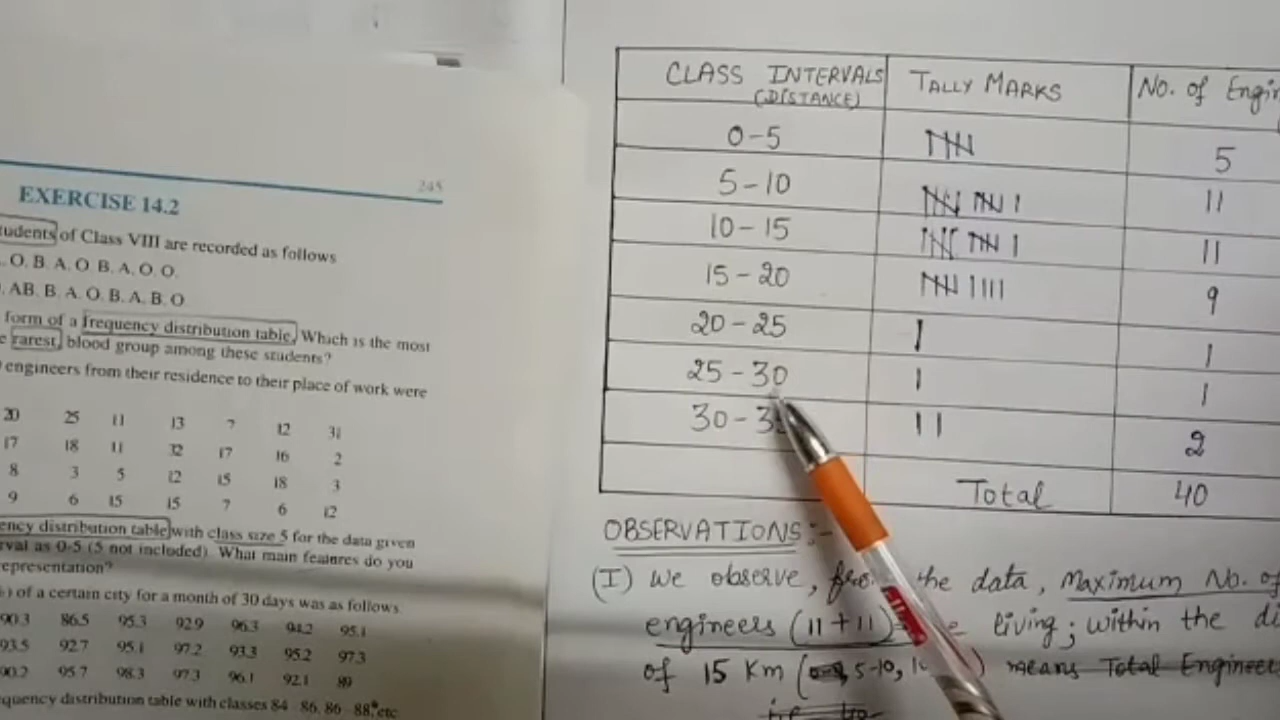 245
EXERCISE 14.2
tudents of Class VIII are recorded as follows
O, B, A, O, B, A, O, O,
AB, B, A, O, B, A, B, O
form of a frequency distribution table. Which is the most
rarest, blood group among these students?
engineers from their residence to their place of work were
20 25 11 13 7 12 31
17 18 11 32 17 16 2
8 3 5 12 15 18 3
9 6 15 15 7 6 12
ency distribution table with class size 5 for the data given
rval as 0-5 (5 not included). What main features do you
epresentation?
) of a certain city for a month of 30 days was as follows
90.3 86.5 95.3 92.9 96.3 94.2 95.1
93.5 92.7 95.1 97.2 93.3 95.2 97.3
90.2 95.7 98.3 97.3 96.1 92.1 89
quency distribution table with classes 84 - 86, 86 - 88, etc
CLASS INTERVALS (DISTANCE) TALLY MARKS No. of Engin
0-5 5
5-10 11
10-15 11
15-20 9
20-25 1
25-30 1
30-3 2
Total 40
OBSERVATIONS:-
(I) We observe, from the data, Maximum No. of
engineers (11+11) living; within the di
of 15 Km ( 5-10, 1 ) means Total Engineer